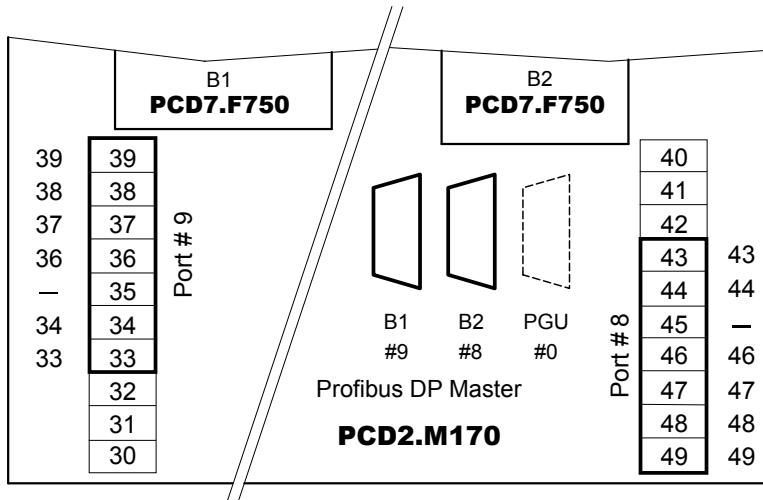 B1
PCD7.F750
B2
PCD7.F750
39 39
38 38
37 37
36 36
— 35
34 34
33 33
32
31
30
Port # 9
B1 B2 PGU
#9 #8 #0
Profibus DP Master
PCD2.M170
Port # 8
40
41
42
43 43
44 44
45 —
46 46
47 47
48 48
49 49